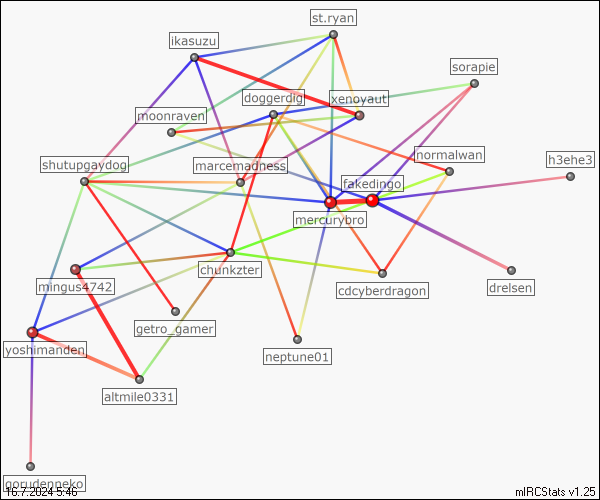 st.ryan
ikasuzu
sorapie
doggerdig
xenoyaut
moonraven
normalwan
h3ehe3
shutupgaydog
marcemadness
fakedingo
mercurybro
chunkzter
mingus4742
cdcyberdragon
drelsen
getro_gamer
yoshimanden
neptune01
altmile0331
gorudenneko
16.7.2024 5:46
mIRCStats v1.25